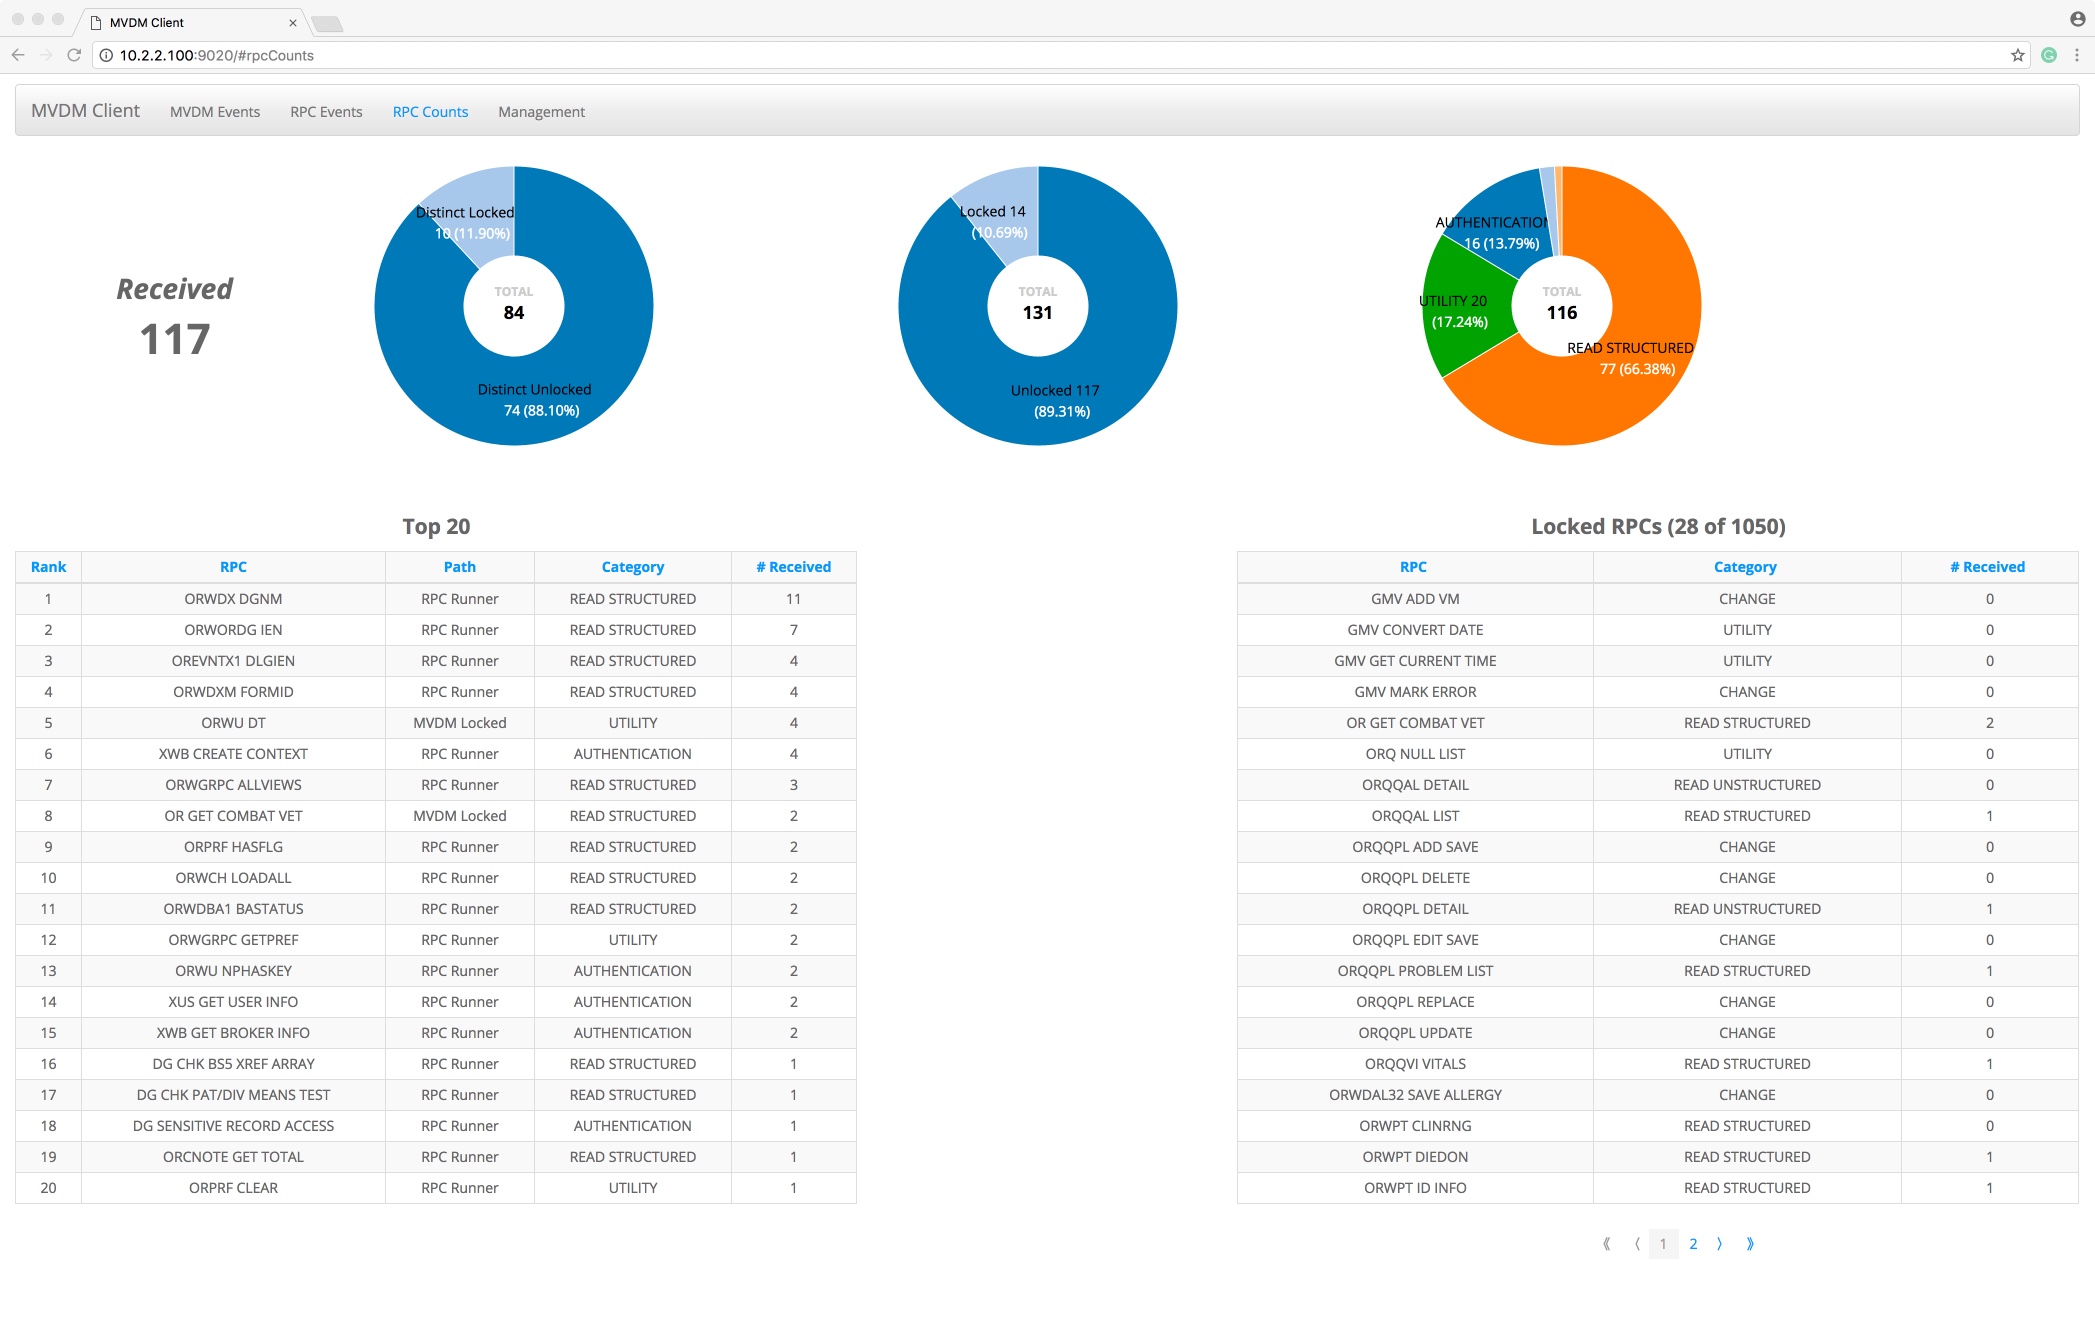 MVDM Client
10.2.2.100:9020/#rpcCounts
MVDM Client MVDM Events RPC Events RPC Counts Management
Received
117
Distinct Locked
10 (11.90%)
TOTAL
84
Distinct Unlocked
74 (88.10%)
Locked 14
(10.69%)
TOTAL
131
Unlocked 117
(89.31%)
AUTHENTICATION
16 (13.79%)
UTILITY 20
(17.24%)
TOTAL
116
READ STRUCTURED
77 (66.38%)
Top 20
Rank RPC Path Category # Received
1 ORWDX DGNM RPC Runner READ STRUCTURED 11
2 ORWORDG IEN RPC Runner READ STRUCTURED 7
3 OREVNTX1 DLGIEN RPC Runner READ STRUCTURED 4
4 ORWDXM FORMID RPC Runner READ STRUCTURED 4
5 ORWU DT MVDM Locked UTILITY 4
6 XWB CREATE CONTEXT RPC Runner AUTHENTICATION 4
7 ORWGRPC ALLVIEWS RPC Runner READ STRUCTURED 3
8 OR GET COMBAT VET MVDM Locked READ STRUCTURED 2
9 ORPRF HASFLG RPC Runner READ STRUCTURED 2
10 ORWCH LOADALL RPC Runner READ STRUCTURED 2
11 ORWDBA1 BASTATUS RPC Runner READ STRUCTURED 2
12 ORWGRPC GETPREF RPC Runner UTILITY 2
13 ORWU NPHASKEY RPC Runner AUTHENTICATION 2
14 XUS GET USER INFO RPC Runner AUTHENTICATION 2
15 XWB GET BROKER INFO RPC Runner AUTHENTICATION 2
16 DG CHK BS5 XREF ARRAY RPC Runner READ STRUCTURED 1
17 DG CHK PAT/DIV MEANS TEST RPC Runner READ STRUCTURED 1
18 DG SENSITIVE RECORD ACCESS RPC Runner AUTHENTICATION 1
19 ORCNOTE GET TOTAL RPC Runner READ STRUCTURED 1
20 ORPRF CLEAR RPC Runner UTILITY 1
Locked RPCs (28 of 1050)
RPC Category # Received
GMV ADD VM CHANGE 0
GMV CONVERT DATE UTILITY 0
GMV GET CURRENT TIME UTILITY 0
GMV MARK ERROR CHANGE 0
OR GET COMBAT VET READ STRUCTURED 2
ORQ NULL LIST UTILITY 0
ORQQAL DETAIL READ UNSTRUCTURED 0
ORQQAL LIST READ STRUCTURED 1
ORQQPL ADD SAVE CHANGE 0
ORQQPL DELETE CHANGE 0
ORQQPL DETAIL READ UNSTRUCTURED 1
ORQQPL EDIT SAVE CHANGE 0
ORQQPL PROBLEM LIST READ STRUCTURED 1
ORQQPL REPLACE CHANGE 0
ORQQPL UPDATE CHANGE 0
ORQQVI VITALS READ STRUCTURED 1
ORWDAL32 SAVE ALLERGY CHANGE 0
ORWPT CLINRNG READ STRUCTURED 0
ORWPT DIEDON READ STRUCTURED 1
ORWPT ID INFO READ STRUCTURED 1
⟪ ⟨ 1 2 ⟩ ⟫